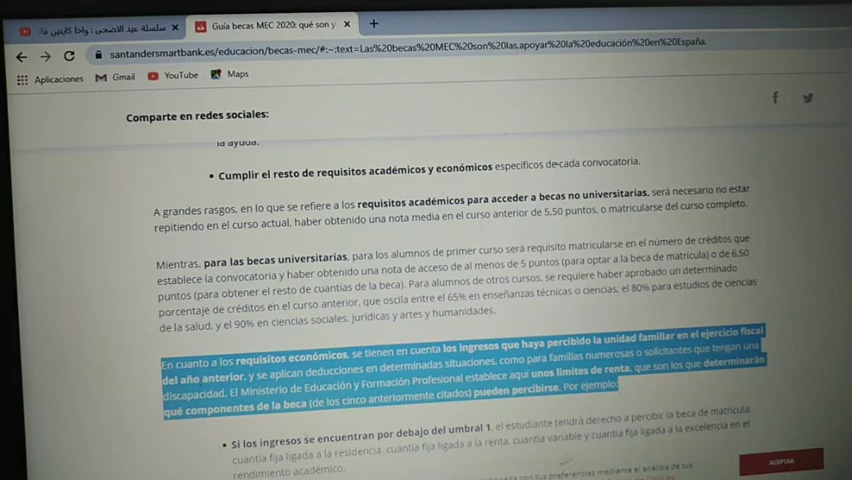 سلسلة عيد الاضحى : واخا كاينين
Guía becas MEC 2020: qué son y
santandersmartbank.es/educacion/becas-mec/#:~:text=Las%20becas%20MEC%20son%20las,apoyar%20la%20educación%20en%20España.
Aplicaciones Gmail YouTube Maps
Comparte en redes sociales:
la ayuda.
• Cumplir el resto de requisitos académicos y económicos específicos de cada convocatoria.
A grandes rasgos, en lo que se refiere a los requisitos académicos para acceder a becas no universitarias, será necesario no estar
repitiendo en el curso actual, haber obtenido una nota media en el curso anterior de 5,50 puntos, o matricularse del curso completo.
Mientras, para las becas universitarias, para los alumnos de primer curso será requisito matricularse en el número de créditos que
establece la convocatoria y haber obtenido una nota de acceso de al menos de 5 puntos (para optar a la beca de matrícula) o de 6,50
puntos (para obtener el resto de cuantías de la beca). Para alumnos de otros cursos, se requiere haber aprobado un determinado
porcentaje de créditos en el curso anterior, que oscila entre el 65% en enseñanzas técnicas o ciencias, el 80% para estudios de ciencias
de la salud, y el 90% en ciencias sociales, jurídicas y artes y humanidades.
En cuanto a los requisitos económicos, se tienen en cuenta los ingresos que haya percibido la unidad familiar en el ejercicio fiscal
del año anterior, y se aplican deducciones en determinadas situaciones, como para familias numerosas o solicitantes que tengan una
discapacidad. El Ministerio de Educación y Formación Profesional establece aquí unos límites de renta, que son los que determinarán
qué componentes de la beca (de los cinco anteriormente citados) pueden percibirse. Por ejemplo:
• Si los ingresos se encuentran por debajo del umbral 1, el estudiante tendrá derecho a percibir la beca de matrícula,
cuantía fija ligada a la residencia, cuantía fija ligada a la renta, cuantía variable y cuantía fija ligada a la excelencia en el
rendimiento académico.
con tus preferencias mediante el análisis de tus
ACEPTAR